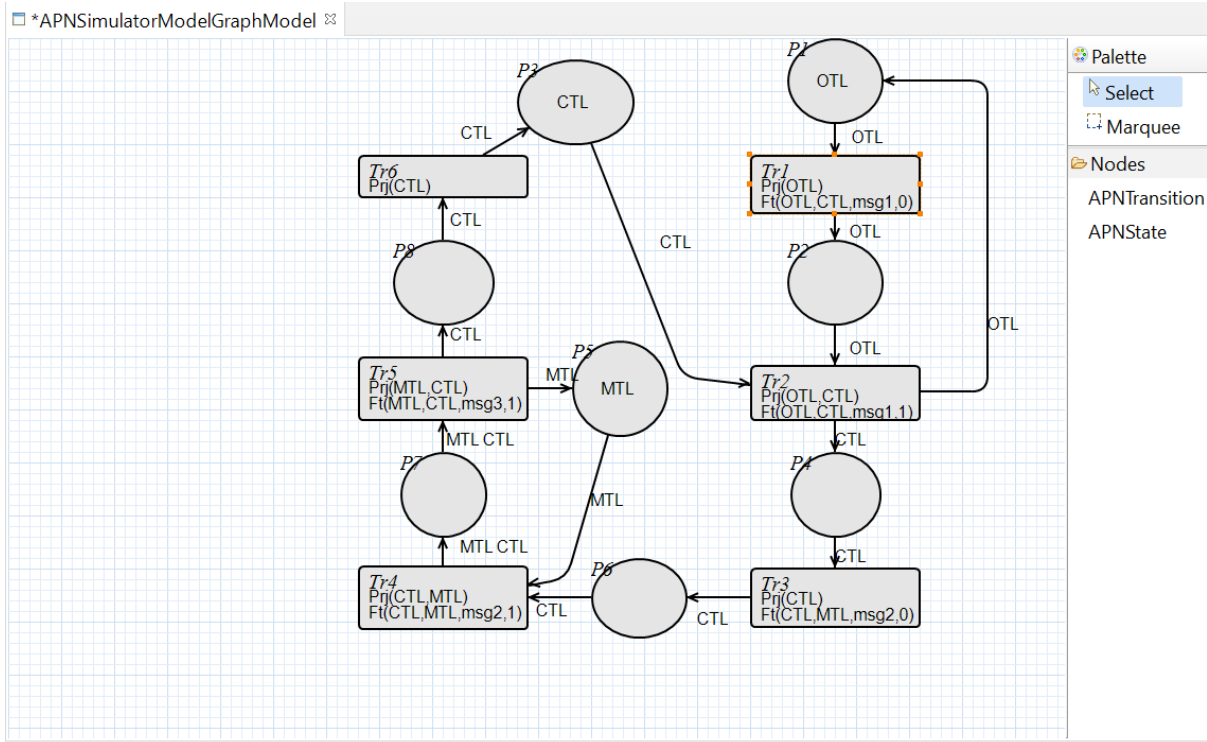 *APNSimulatorModelGraphModel
P1
OTL
OTL
Tr1
Prj(OTL)
Ft(OTL,CTL,msg1,0)
OTL
P2
OTL
OTL
Tr2
Prj(OTL,CTL)
Ft(OTL,CTL,msg1,1)
CTL
P4
CTL
Tr3
Prj(CTL)
Ft(CTL,MTL,msg2,0)
CTL
P6
CTL
Tr4
Prj(CTL,MTL)
Ft(CTL,MTL,msg2,1)
MTL CTL
P7
MTL CTL
Tr5
Prj(MTL,CTL)
Ft(MTL,CTL,msg3,1)
MTL
P5
MTL
MTL
CTL
P8
CTL
Tr6
Prj(CTL)
CTL
P3
CTL
CTL
Palette
Select
Marquee
Nodes
APNTransition
APNState